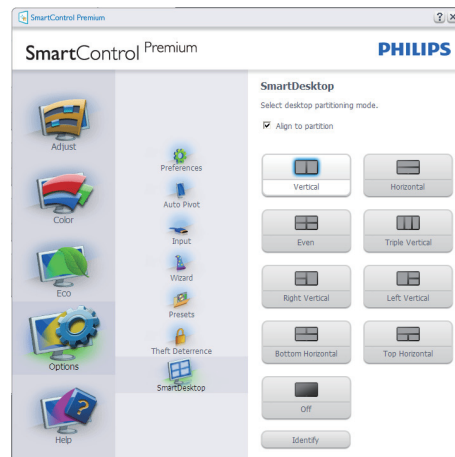 SmartControl Premium
SmartControl Premium
PHILIPS
Adjust
Color
Eco
Options
Help
Preferences
Auto Pivot
Input
Wizard
Presets
Theft Deterrence
SmartDesktop
SmartDesktop
Select desktop partitioning mode.
Align to partition
Vertical
Horizontal
Even
Triple Vertical
Right Vertical
Left Vertical
Bottom Horizontal
Top Horizontal
Off
Identify